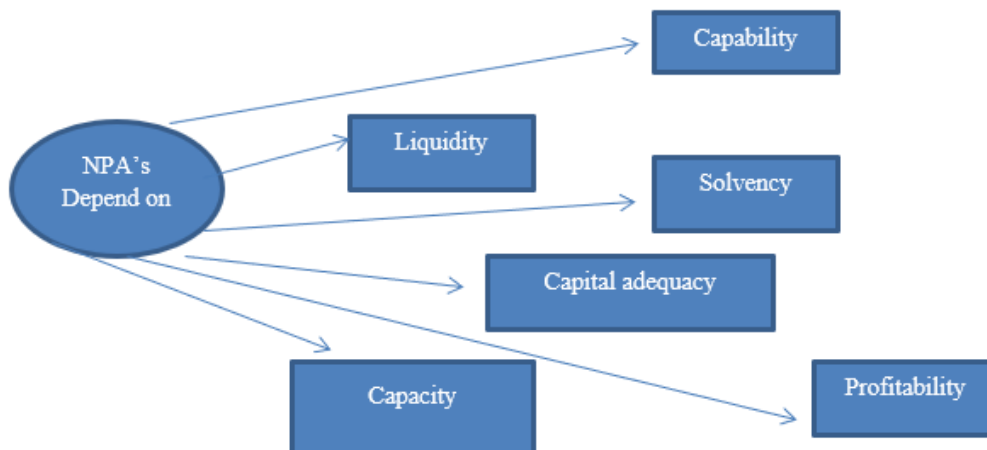 Capability
Liquidity
NPA’s
Depend on
Solvency
Capital adequacy
Capacity
Profitability